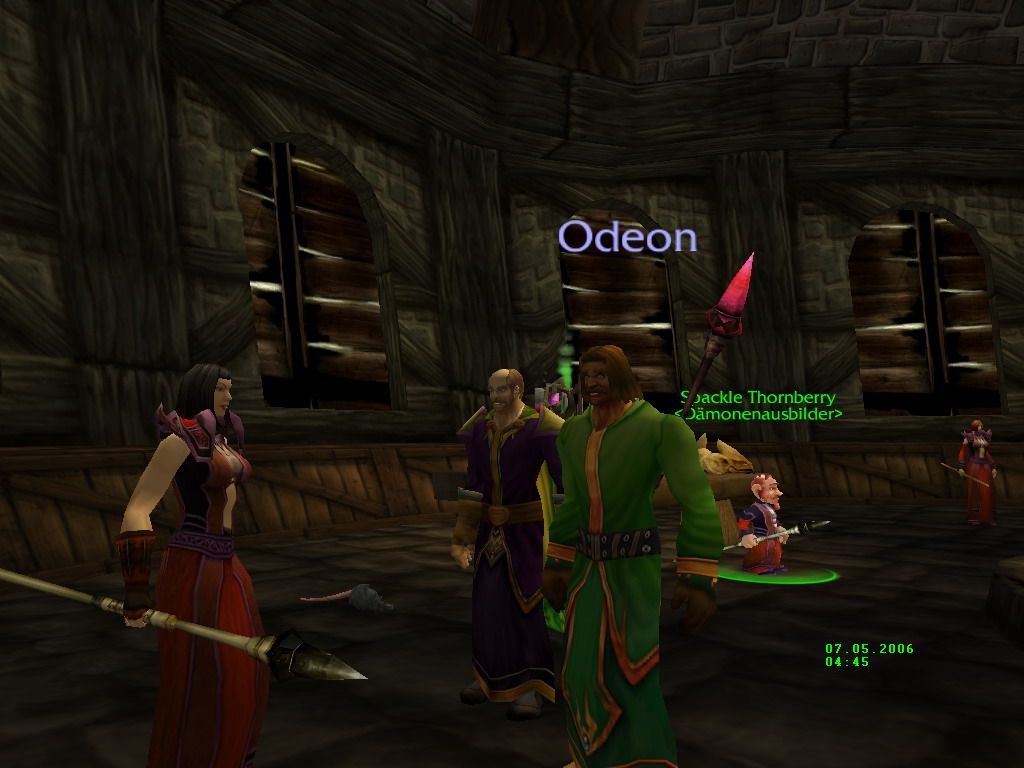 Odeon
Spackle Thornberry
<Dämonenausbilder>
07.05.2006
04:45